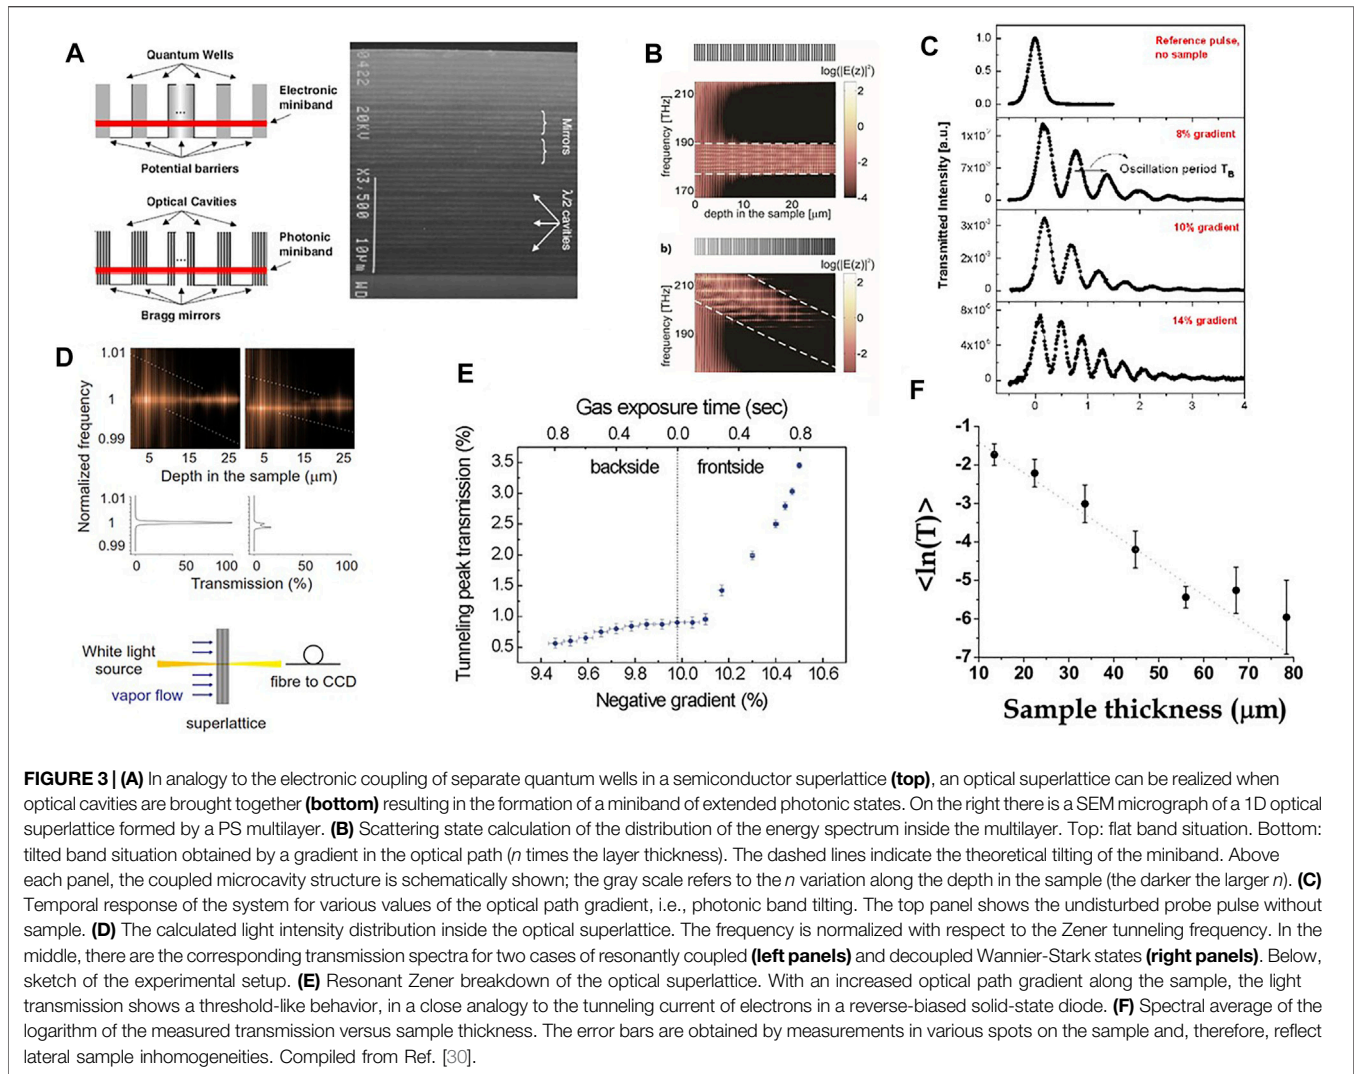 A
Quantum Wells
...
Electronic
miniband
Potential barriers
Optical Cavities
...
Photonic
miniband
Bragg mirrors
0422 20KV X3,500 10μm WD
Mirrors
λ/2 cavities
B
log(|E(z)|²)
frequency [THz]
210
190
170
2
0
-2
-4
0 10 20
depth in the sample [μm]
b)
log(|E(z)|²)
frequency [THz]
210
190
2
0
-2
C
Transmitted Intensity [a.u.]
1.0
0.5
0.0
Reference pulse,
no sample
8% gradient
7x10⁻³
0
Oscillation period T_B
10% gradient
3x10⁻³
2x10⁻³
0
14% gradient
8x10⁻⁶
4x10⁻⁶
0
0 1 2 3 4
D
Normalized frequency
1.01
1
0.99
5 15 25 5 15 25
Depth in the sample (μm)
1.01
1
0.99
0 50 100 0 50 100
Transmission (%)
White light
source
vapor flow
fibre to CCD
superlattice
E
Gas exposure time (sec)
0.8 0.4 0.0 0.4 0.8
backside frontside
Tunneling peak transmission (%)
3.5
3.0
2.5
2.0
1.5
1.0
0.5
9.4 9.6 9.8 10.0 10.2 10.4 10.6
Negative gradient (%)
F
<ln(T)>
-1
-2
-3
-4
-5
-6
-7
10 20 30 40 50 60 70 80
Sample thickness (μm)
FIGURE 3 | (A) In analogy to the electronic coupling of separate quantum wells in a semiconductor superlattice (top), an optical superlattice can be realized when
optical cavities are brought together (bottom) resulting in the formation of a miniband of extended photonic states. On the right there is a SEM micrograph of a 1D optical
superlattice formed by a PS multilayer. (B) Scattering state calculation of the distribution of the energy spectrum inside the multilayer. Top: flat band situation. Bottom:
tilted band situation obtained by a gradient in the optical path (n times the layer thickness). The dashed lines indicate the theoretical tilting of the miniband. Above
each panel, the coupled microcavity structure is schematically shown; the gray scale refers to the n variation along the depth in the sample (the darker the larger n). (C)
Temporal response of the system for various values of the optical path gradient, i.e., photonic band tilting. The top panel shows the undisturbed probe pulse without
sample. (D) The calculated light intensity distribution inside the optical superlattice. The frequency is normalized with respect to the Zener tunneling frequency. In the
middle, there are the corresponding transmission spectra for two cases of resonantly coupled (left panels) and decoupled Wannier-Stark states (right panels). Below,
sketch of the experimental setup. (E) Resonant Zener breakdown of the optical superlattice. With an increased optical path gradient along the sample, the light
transmission shows a threshold-like behavior, in a close analogy to the tunneling current of electrons in a reverse-biased solid-state diode. (F) Spectral average of the
logarithm of the measured transmission versus sample thickness. The error bars are obtained by measurements in various spots on the sample and, therefore, reflect
lateral sample inhomogeneities. Compiled from Ref. [30].